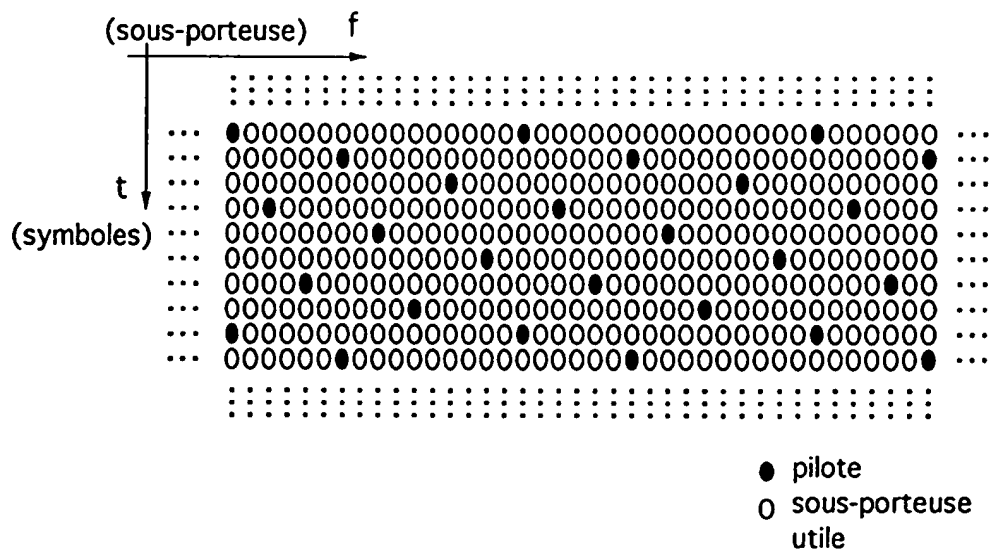 (sous-porteuse) f
t
(symboles)
pilote
sous-porteuse
utile